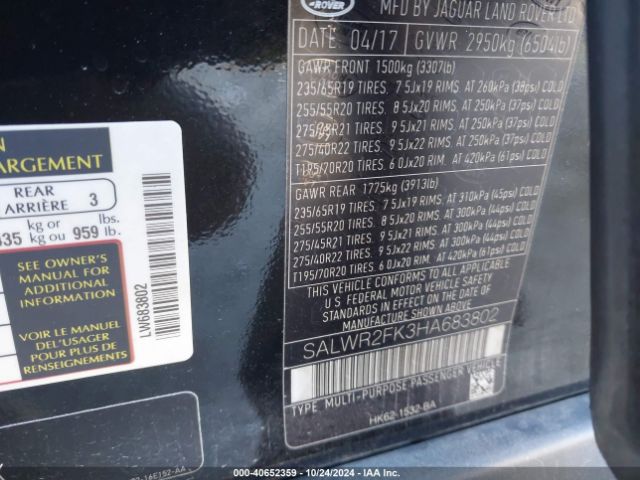 ROVER
MFD BY JAGUAR LAND ROVER LTD
DATE 04/17 GVWR 2950kg (6504lb)
GAWR FRONT 1500kg (3307lb)
235/65R19 TIRES. 7 5Jx19 RIMS. AT 260kPa (38psi) COLD
255/55R20 TIRES. 8 5Jx20 RIMS. AT 250kPa (37psi) COLD
275/45R21 TIRES. 9 5Jx21 RIMS. AT 250kPa (37psi) COLD
275/40R22 TIRES. 9 5Jx22 RIMS. AT 250kPa (37psi) COLD
T195/70R20 TIRES. 6 0Jx20 RIM. AT 420kPa (61psi) COLD
GAWR REAR 1775kg (3913lb)
235/65R19 TIRES. 7 5Jx19 RIMS. AT 310kPa (45psi) COLD
255/55R20 TIRES. 8 5Jx20 RIMS. AT 300kPa (44psi) COLD
275/45R21 TIRES. 9 5Jx21 RIMS. AT 300kPa (44psi) COLD
275/40R22 TIRES. 9 5Jx22 RIMS. AT 300kPa (44psi) COLD
T195/70R20 TIRES. 6 0Jx20 RIM. AT 420kPa (61psi) COLD
THIS VEHICLE CONFORMS TO ALL APPLICABLE
U.S. FEDERAL MOTOR VEHICLE SAFETY
STANDARDS IN EFFECT ON THE DATE OF
MANUFACTURE SHOWN ABOVE.
SALWR2FK3HA683802
TYPE: MULTI-PURPOSE PASSENGER VEHICLE
HK62-1532-BA
ARGEMENT
REAR
ARRIÈRE 3
kg or lbs.
435 kg ou 959 lb.
SEE OWNER'S
MANUAL FOR
ADDITIONAL
INFORMATION
VOIR LE MANUEL
DE L'USAGER
POUR PLUS DE
RENSEIGNEMENTS
LW683802
16E152-AA
000-40652359 - 10/24/2024 - IAAI.COM